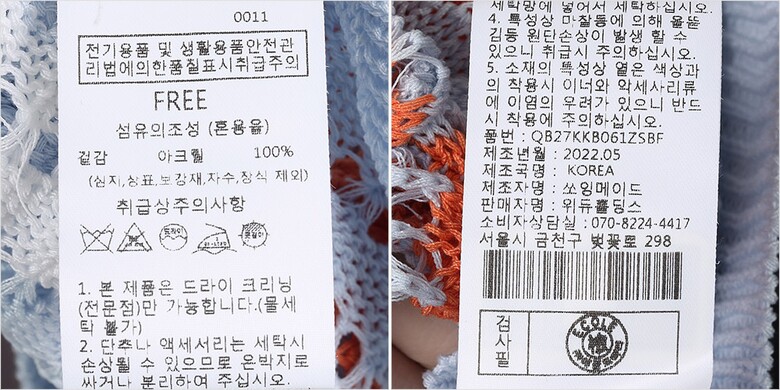 0011
전기용품 및 생활용품안전관
리법에의한품질표시취급주의
FREE
섬유의조성 (혼용율)
겉감 아크릴 100%
(심지,상표,보강재,자수,장식 제외)
취급상주의사항
1. 본 제품은 드라이 크리닝
(전문점)만 가능합니다.(물세
탁 불가)
2. 단추나 액세서리는 세탁시
손상될 수 있으므로 은박지로
싸거나 분리하여 주십시오.
세탁망에 넣어서 세탁하십시오.
4. 특성상 마찰등에 의해 올뜯
김등 원단손상이 발생 할 수
있으니 취급시 주의하십시오.
5. 소재의 특성상 옅은 색상과
의 착용시 이너와 악세사리류
에 이염의 우려가 있으니 반드
시 착용에 주의하십시오.
품번 : QB27KKB061ZSBF
제조년월 : 2022.05
제조국명 : KOREA
제조자명 : 쏘잉메이드
판매자명 : 위듀홀딩스
소비자상담실 : 070-8224-4417
서울시 금천구 벚꽃로 298
검
사
필
ECOLE